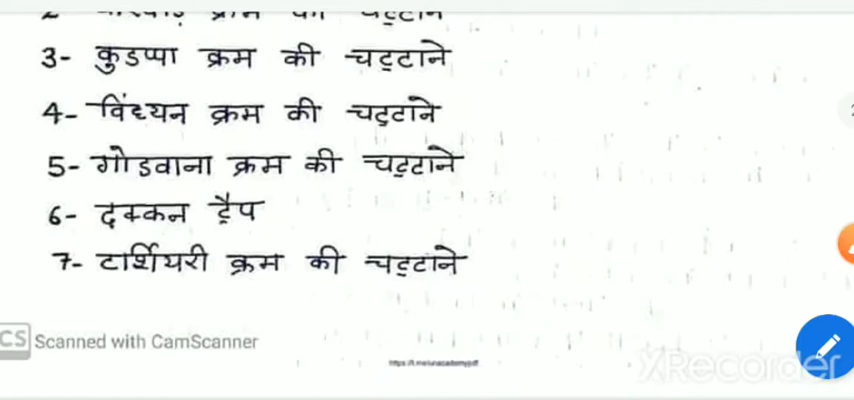 3- कुडप्पा क्रम की चट्टाने
4- विंध्यन क्रम की चट्टाने
5- गोडवाना क्रम की चट्टाने
6- दक्कन ट्रैप
7- टार्शियरी क्रम की चट्टाने
CS Scanned with CamScanner
XRecorder